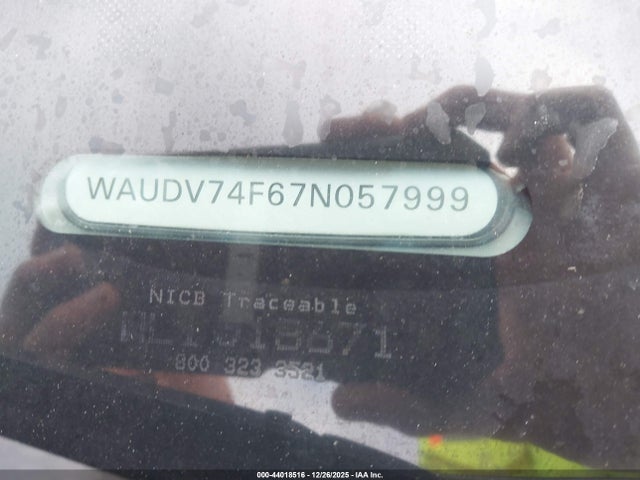 WAUDV74F67N057999
NICB Traceable
800 323 3521
000-44018516 - 12/26/2025 - IAA Inc.